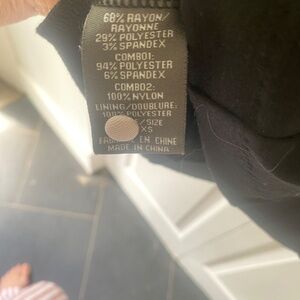 68% RAYON/
RAYONNE
29% POLYESTER
3% SPANDEX
COMBO1:
94% POLYESTER
6% SPANDEX
COMBO2:
100% NYLON
LINING/DOUBLURE:
100% POLYESTER
/SIZE
XS
EN CHINE
MADE IN CHINA